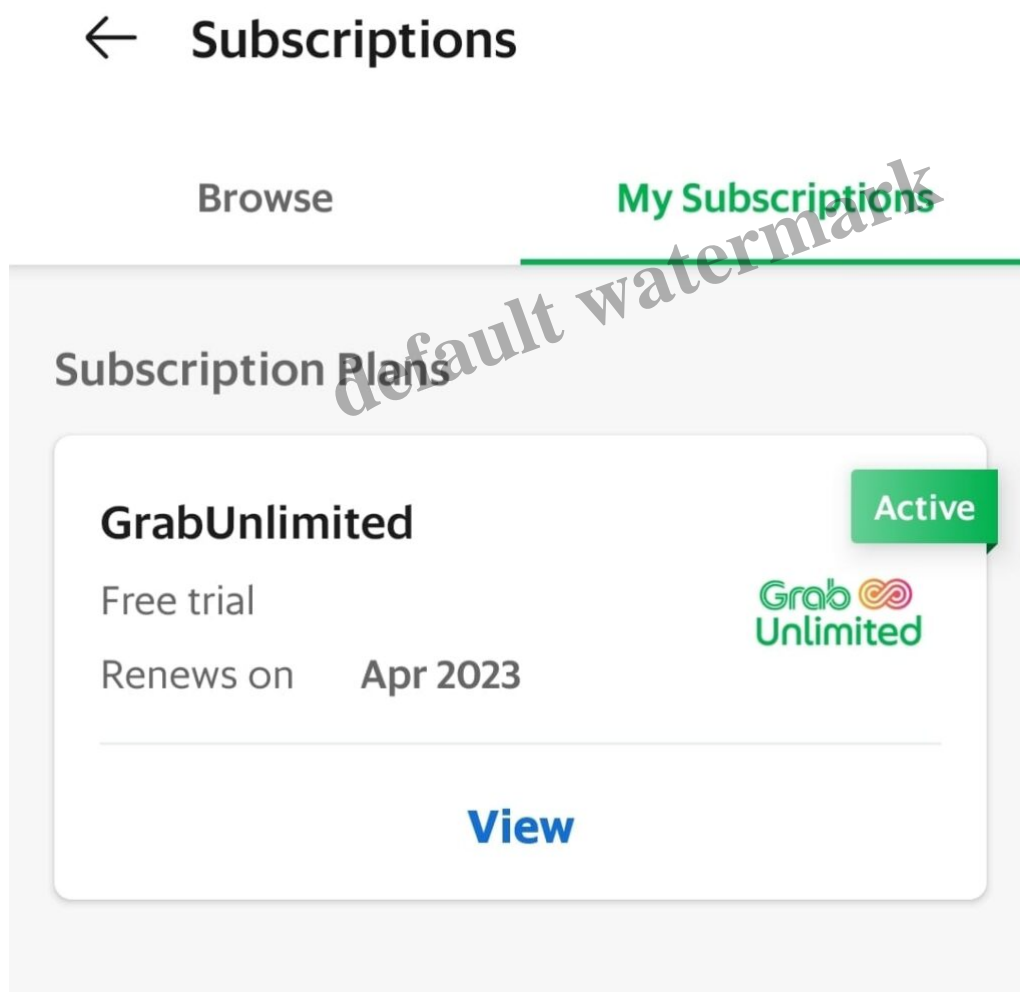 Subscriptions
Browse
My Subscriptions
default watermark
Subscription Plans
GrabUnlimited
Active
Free trial
Grab
Unlimited
Renews on Apr 2023
View